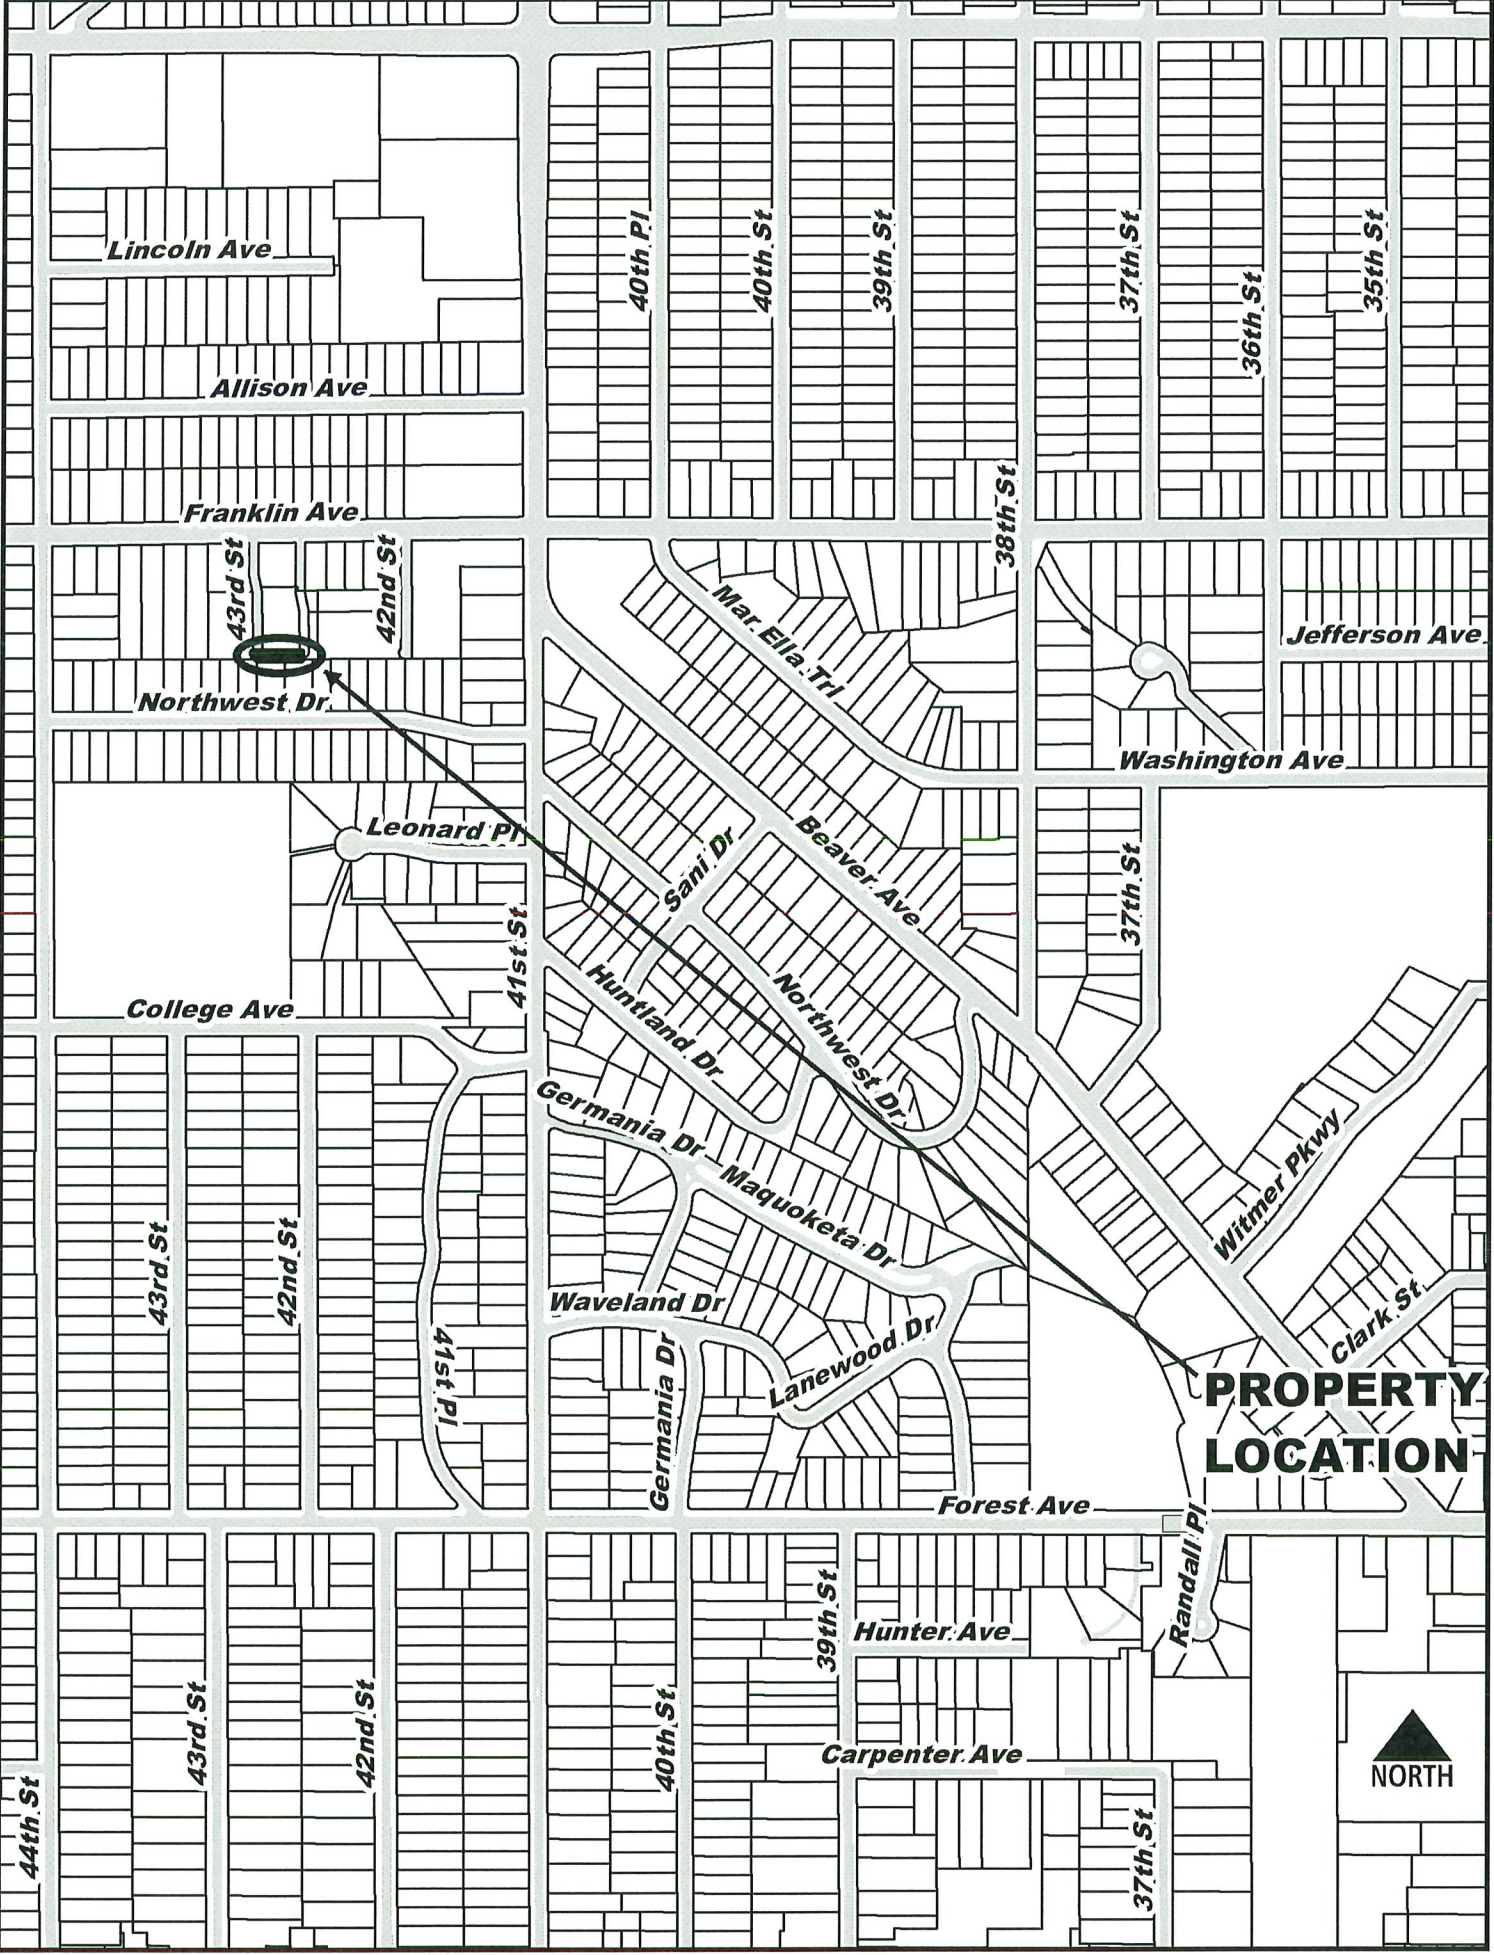 40th Pl
40th St
39th St
37th St
35th St
Lincoln Ave
36th St
Allison Ave
38th St
Franklin Ave
43rd St
42nd St
Mar Ella Trl
Jefferson Ave
Northwest Dr
Washington Ave
Leonard Pl
Sani Dr
Beaver Ave
37th St
41st St
College Ave
Huntland Dr
Northwest Dr
Germania Dr
Maquoketa Dr
Witmer Pkwy
43rd St
42nd St
Waveland Dr
41st Pl
Germania Dr
Lanewood Dr
Clark St
PROPERTY
LOCATION
Forest Ave
Randall Pl
39th St
Hunter Ave
43rd St
42nd St
40th St
Carpenter Ave
NORTH
44th St
37th St